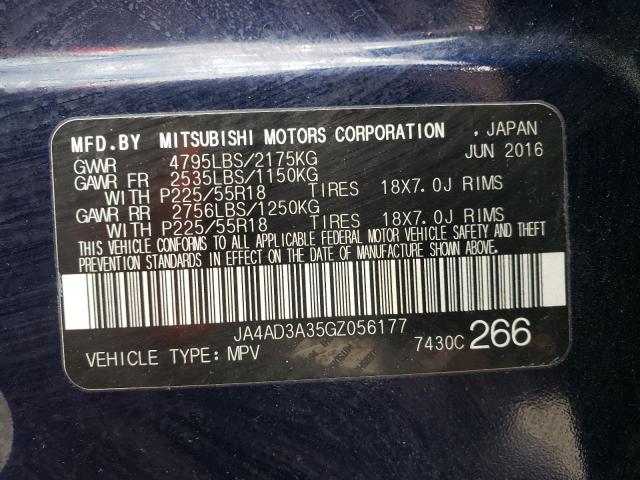 MFD.BY MITSUBISHI MOTORS CORPORATION . JAPAN
GVWR 4795LBS/2175KG JUN 2016
GAWR FR 2535LBS/1150KG
WITH P225/55R18 TIRES 18X7.0J RIMS
GAWR RR 2756LBS/1250KG
WITH P225/55R18 TIRES 18X7.0J RIMS
THIS VEHICLE CONFORMS TO ALL APPLICABLE FEDERAL MOTOR VEHICLE SAFETY AND THEFT
PREVENTION STANDARDS IN EFFECT ON THE DATE OF MANUFACTURE SHOWN ABOVE.
JA4AD3A35GZ056177
VEHICLE TYPE: MPV 7430C 266